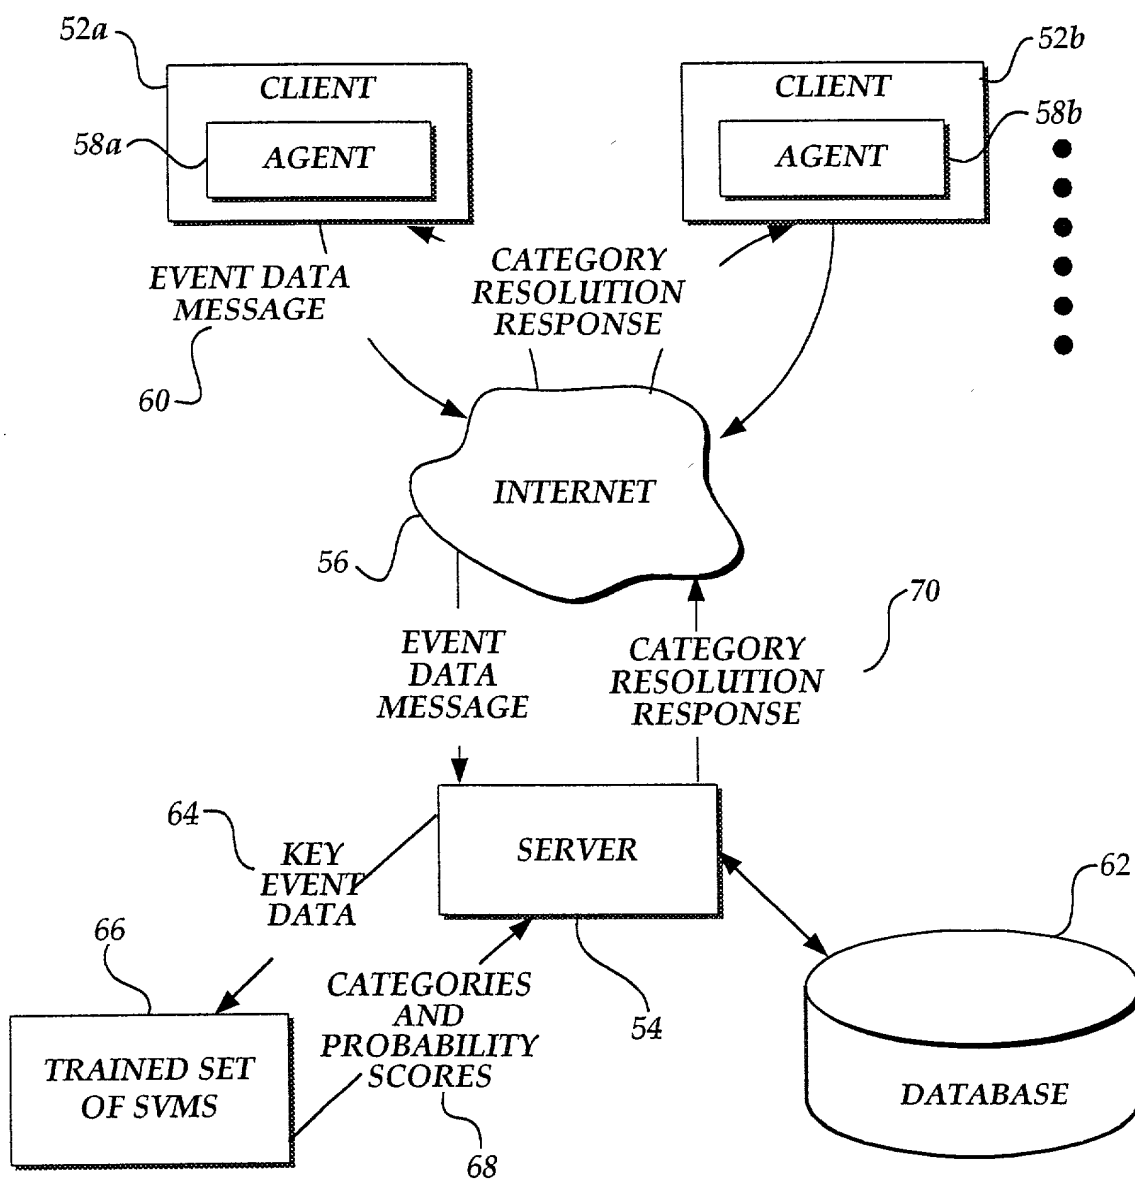 52a
CLIENT
58a
AGENT
52b
CLIENT
58b
AGENT
EVENT DATA
MESSAGE
60
CATEGORY
RESOLUTION
RESPONSE
INTERNET
56
EVENT
DATA
MESSAGE
CATEGORY
RESOLUTION
RESPONSE
70
64
KEY
EVENT
DATA
SERVER
54
62
66
TRAINED SET
OF SVMS
CATEGORIES
AND
PROBABILITY
SCORES
68
DATABASE